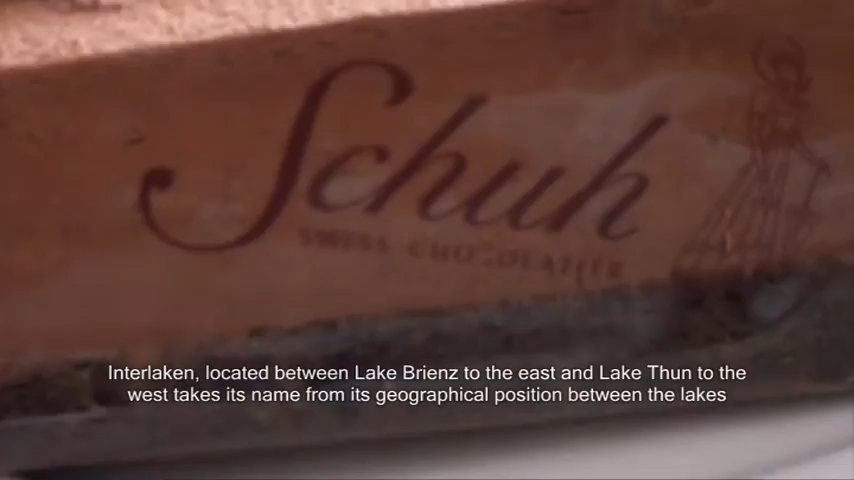 Schuh
SWISS CHOCOLATIER
Interlaken, located between Lake Brienz to the east and Lake Thun to the
west takes its name from its geographical position between the lakes